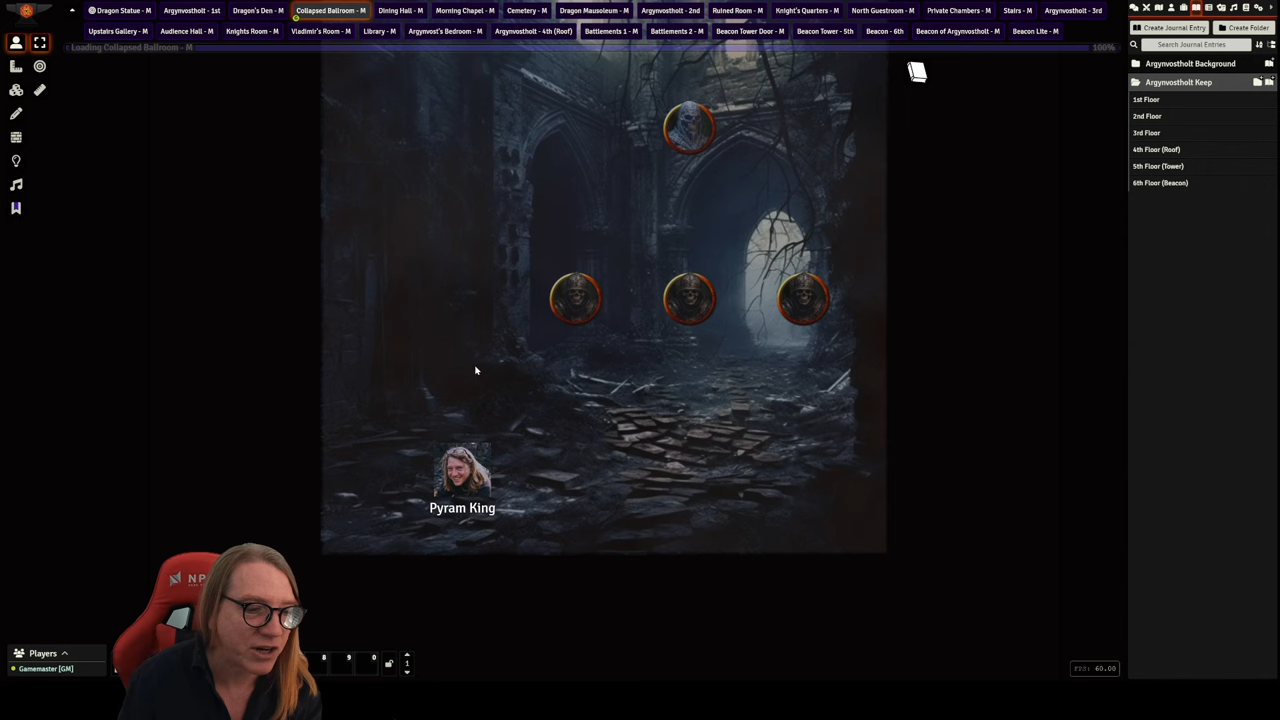 Dragon Statue - M Argynvostholt - 1st Dragon's Den - M Collapsed Ballroom - M Dining Hall - M Morning Chapel - M Cemetery - M Dragon Mausoleum - M Argynvostholt - 2nd Ruined Room - M Knight's Quarters - M North Guestroom - M Private Chambers - M Stairs - M Argynvostholt - 3rd
Upstairs Gallery - M Audience Hall - M Knights Room - M Vladimir's Room - M Library - M Argynvost's Bedroom - M Argynvostholt - 4th (Roof) Battlements 1 - M Battlements 2 - M Beacon Tower Door - M Beacon Tower - 5th Beacon - 6th Beacon of Argynvostholt - M Beacon Lite - M
Loading Collapsed Ballroom - M 100%
Create Journal Entry Create Folder
Search Journal Entries
Argynvostholt Background
Argynvostholt Keep
1st Floor
2nd Floor
3rd Floor
4th Floor (Roof)
5th Floor (Tower)
6th Floor (Beacon)
G
Pyram King
Players
Gamemaster [GM]
8 9 0 1
FPS: 60.00